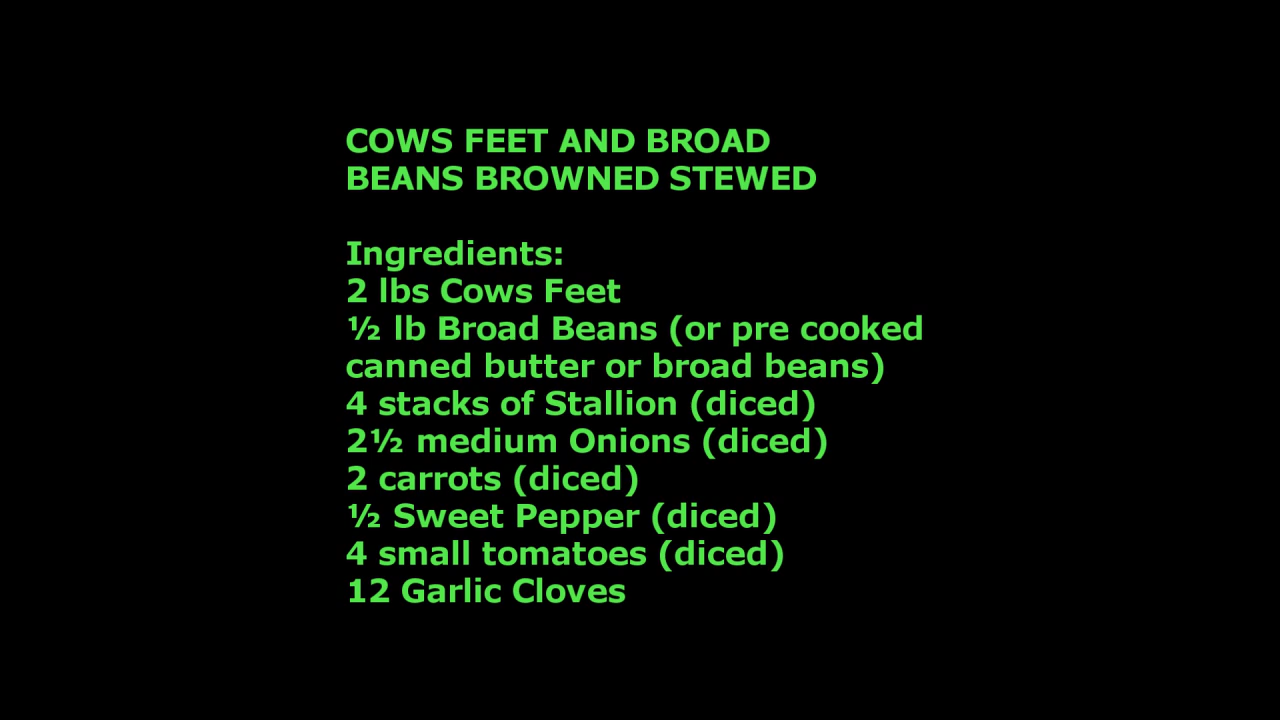 COWS FEET AND BROAD
BEANS BROWNED STEWED
Ingredients:
2 lbs Cows Feet
½ lb Broad Beans (or pre cooked
canned butter or broad beans)
4 stacks of Stallion (diced)
2½ medium Onions (diced)
2 carrots (diced)
½ Sweet Pepper (diced)
4 small tomatoes (diced)
12 Garlic Cloves